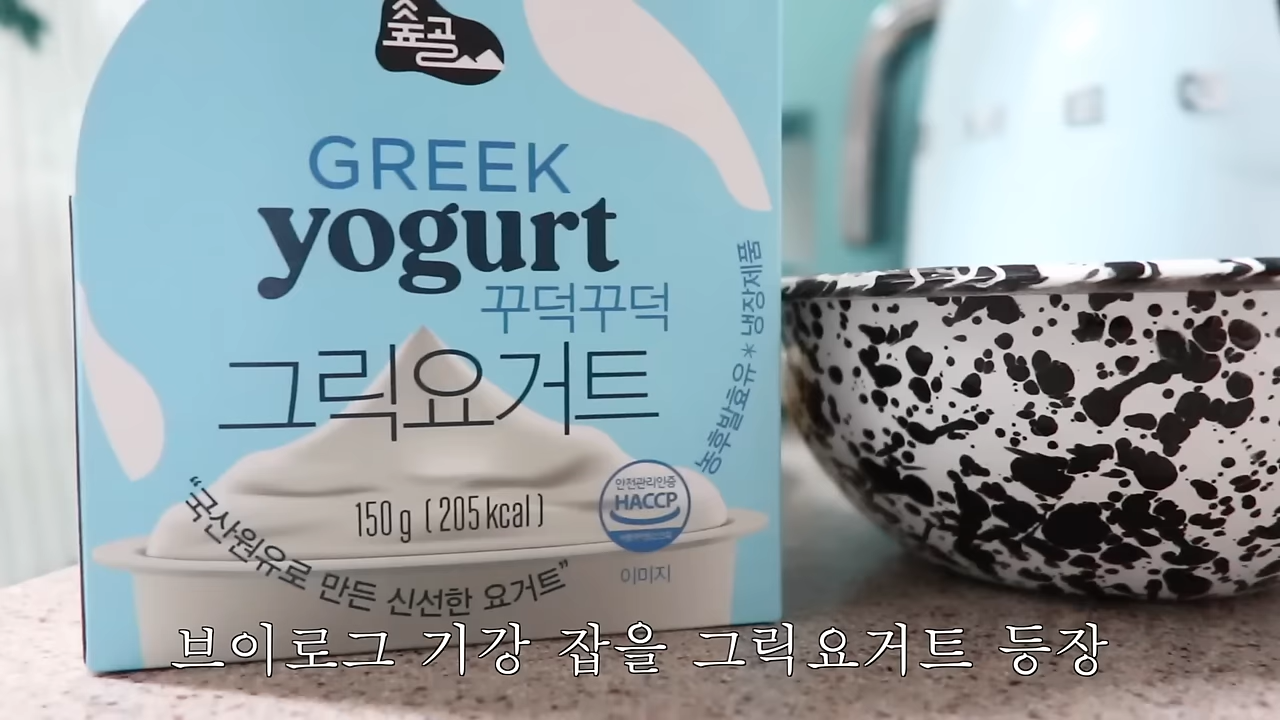 숲골
GREEK
yogurt
꾸덕꾸덕
그릭요거트
농후발효유 * 냉장제품
150 g (205 kcal)
안전관리인증
HACCP
"국산원유로 만든 신선한 요거트"
이미지
브이로그 기강 잡을 그릭요거트 등장